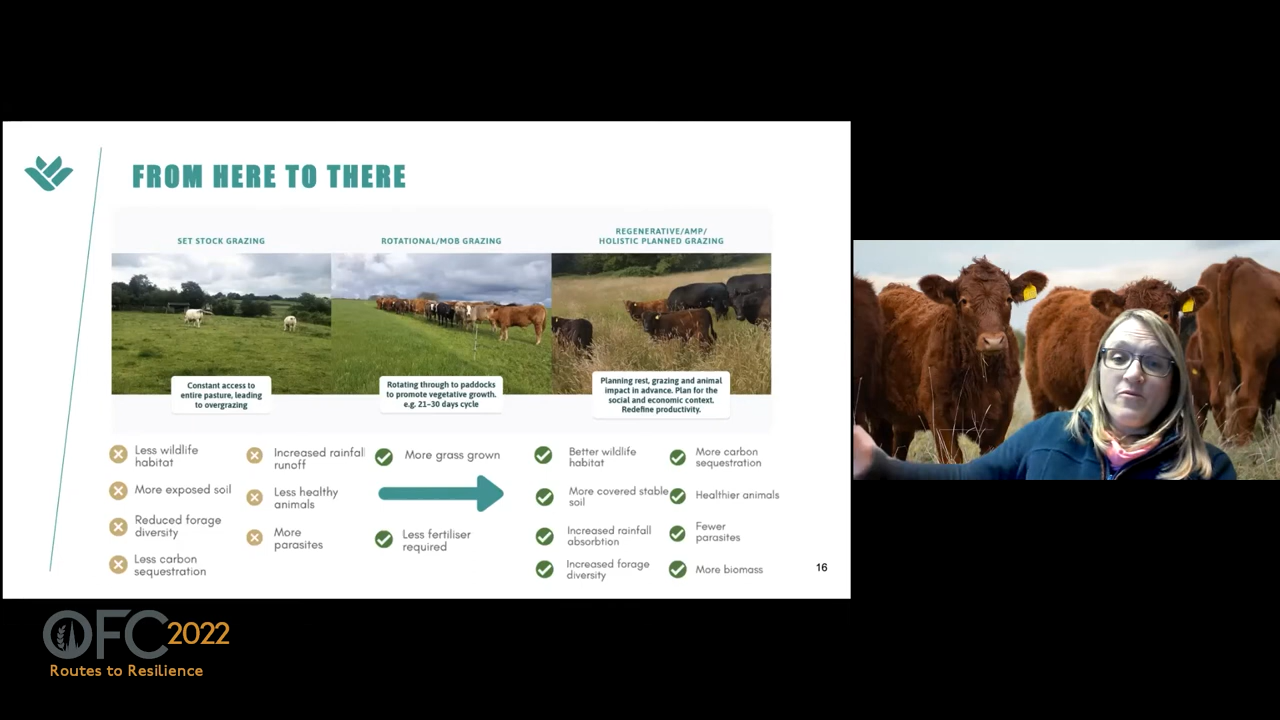 FROM HERE TO THERE
SET STOCK GRAZING
ROTATIONAL/MOB GRAZING
REGENERATIVE/AMP/
HOLISTIC PLANNED GRAZING
Constant access to
entire pasture, leading
to overgrazing
Rotating through to paddocks
to promote vegetative growth.
e.g. 21-30 days cycle
Planning rest, grazing and animal
impact in advance. Plan for the
social and economic context.
Redefine productivity.
Less wildlife
habitat
More exposed soil
Reduced forage
diversity
Less carbon
sequestration
Increased rainfall
runoff
Less healthy
animals
More
parasites
More grass grown
Less fertiliser
required
Better wildlife
habitat
More covered stable
soil
Increased rainfall
absorbtion
Increased forage
diversity
More carbon
sequestration
Healthier animals
Fewer
parasites
More biomass
16
OFC2022
Routes to Resilience